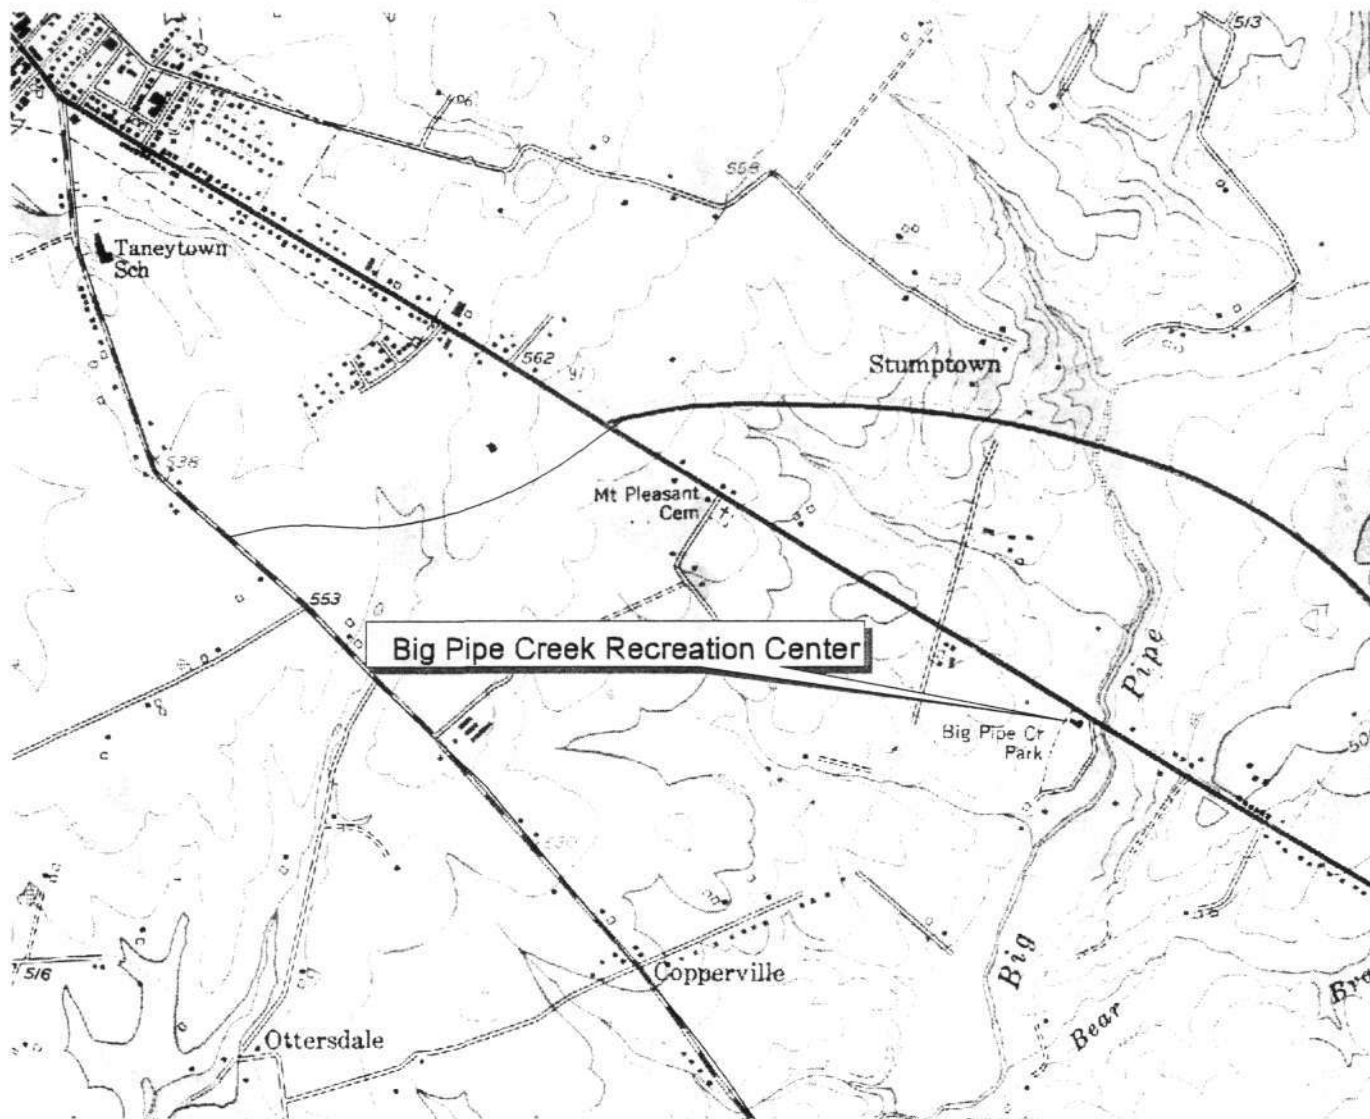 513
558
Taneytown
Sch
562
Stumptown
538
Mt Pleasant
Cem
553
Big Pipe Creek Recreation Center
Pipe
Big Pipe Cr
Park
Big
516
Copperville
Bear
Ottersdale